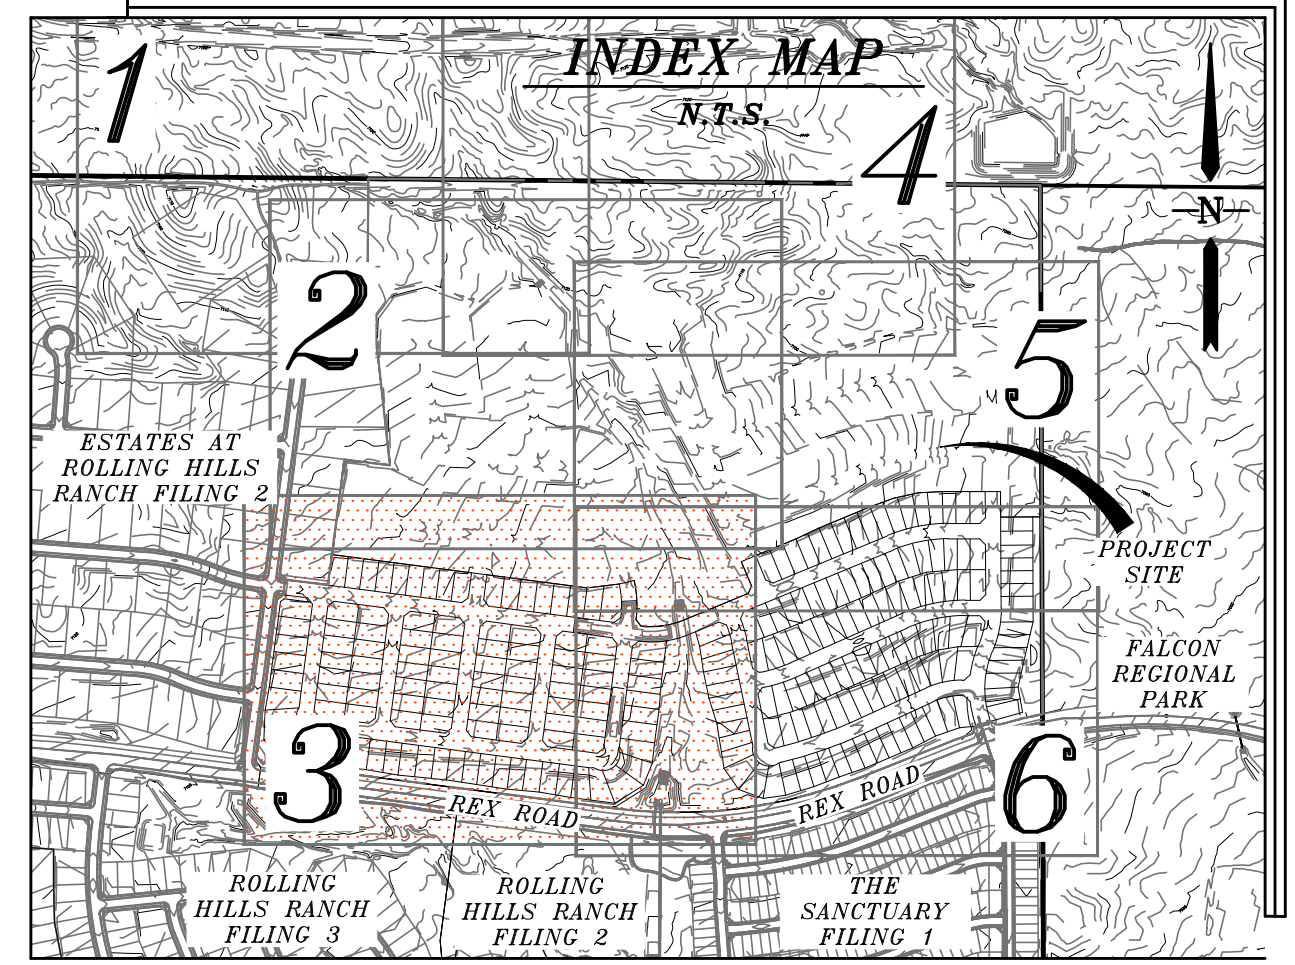 INDEX MAP
N.T.S.
1
4
N
2
5
ESTATES AT
ROLLING HILLS
RANCH FILING 2
PROJECT
SITE
FALCON
REGIONAL
PARK
3
6
REX ROAD
REX ROAD
ROLLING
HILLS RANCH
FILING 3
ROLLING
HILLS RANCH
FILING 2
THE
SANCTUARY
FILING 1